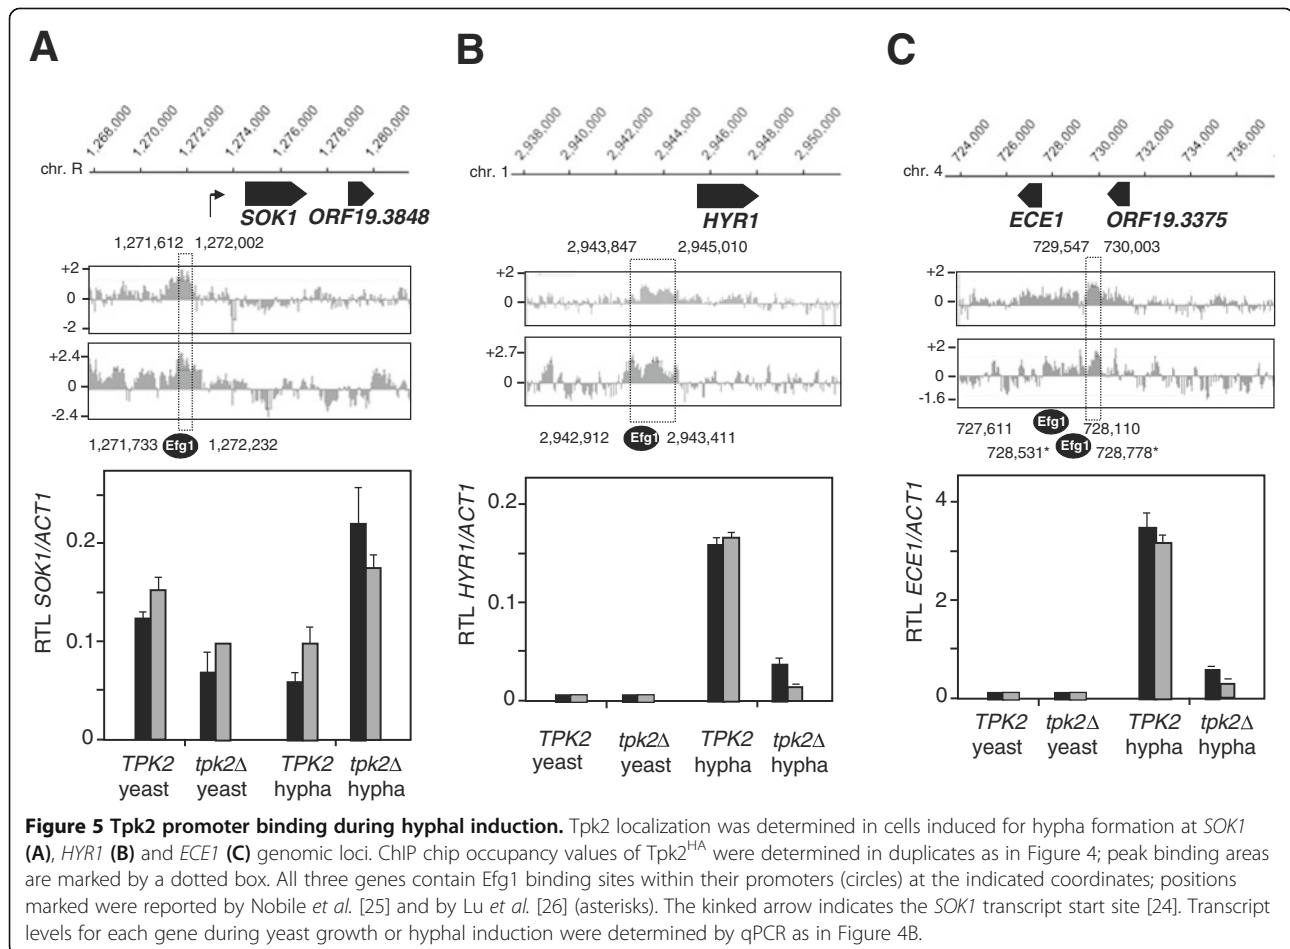 A
B
C
1,268,000 1,270,000 1,272,000 1,274,000 1,276,000 1,278,000 1,280,000
2,938,000 2,940,000 2,942,000 2,944,000 2,946,000 2,948,000 2,950,000
724,000 726,000 728,000 730,000 732,000 734,000 736,000
chr. R
chr. 1
chr. 4
SOK1 ORF19.3848
HYR1
ECE1 ORF19.3375
1,271,612 1,272,002
2,943,847 2,945,010
729,547 730,003
+2
0
-2
+2
0
+2
0
+2.4
0
-2.4
+2.7
0
+2
0
-1.6
1,271,733 Efg1 1,272,232
2,942,912 Efg1 2,943,411
727,611 Efg1 728,110
728,531* Efg1 728,778*
RTL SOK1/ACT1
0.2
0.1
0
TPK2 tpk2Δ TPK2 tpk2Δ
yeast yeast hypha hypha
RTL HYR1/ACT1
0.2
0.1
0
TPK2 tpk2Δ TPK2 tpk2Δ
yeast yeast hypha hypha
RTL ECE1/ACT1
4
2
0
TPK2 tpk2Δ TPK2 tpk2Δ
yeast yeast hypha hypha
Figure 5 Tpk2 promoter binding during hyphal induction. Tpk2 localization was determined in cells induced for hypha formation at SOK1
(A), HYR1 (B) and ECE1 (C) genomic loci. ChIP chip occupancy values of Tpk2HA were determined in duplicates as in Figure 4; peak binding areas
are marked by a dotted box. All three genes contain Efg1 binding sites within their promoters (circles) at the indicated coordinates; positions
marked were reported by Nobile et al. [25] and by Lu et al. [26] (asterisks). The kinked arrow indicates the SOK1 transcript start site [24]. Transcript
levels for each gene during yeast growth or hyphal induction were determined by qPCR as in Figure 4B.